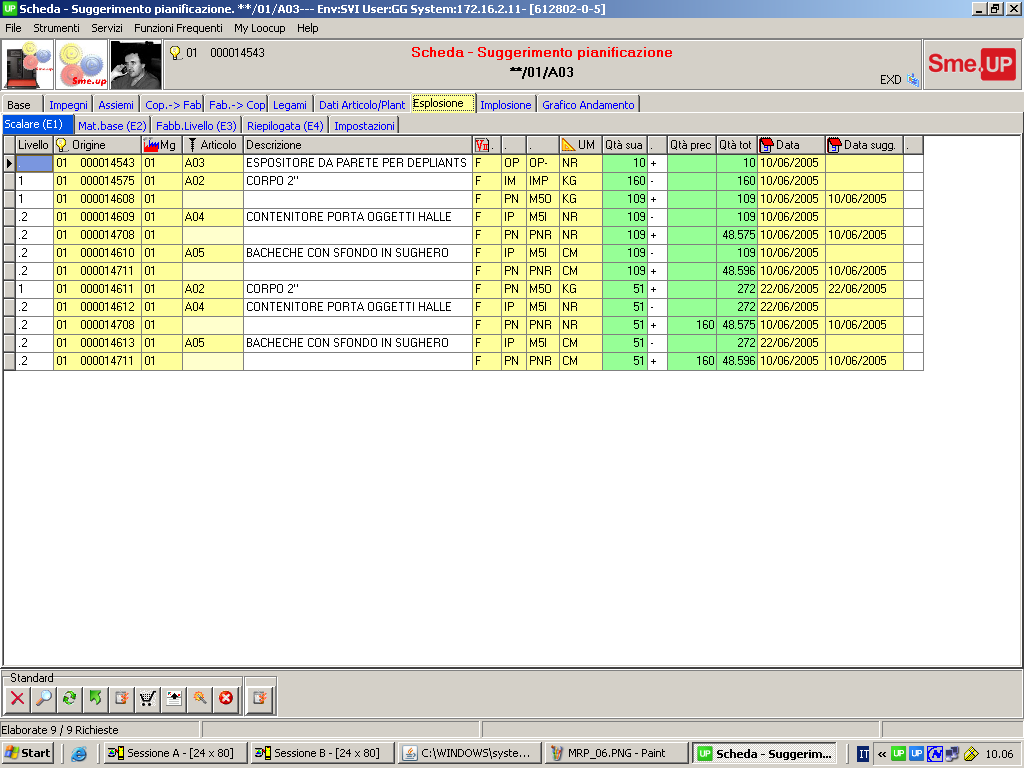 Scheda - Suggerimento pianificazione. **/01/A03--- Env:SVI User:GG System:172.16.2.11- [612802-0-5]
File Strumenti Servizi Funzioni Frequenti My Loocup Help
Sme.up
01 000014543
Scheda - Suggerimento pianificazione
**/01/A03
EXD
Sme.UP
Base Impegni Assiemi Cop.-> Fab Fab.-> Cop Legami Dati Articolo/Plant Esplosione Implosione Grafico Andamento
Scalare (E1) Mat.base (E2) Fabb.Livello (E3) Riepilogata (E4) Impostazioni
Livello Origine Mg Articolo Descrizione . . UM Qtà sua . Qtà prec Qtà tot Data Data sugg. .
. 01 000014543 01 A03 ESPOSITORE DA PARETE PER DEPLIANTS F OP OP- NR 10 + 10 10/06/2005
1 01 000014575 01 A02 CORPO 2" F IM IMP KG 160 - 160 10/06/2005
1 01 000014608 01 F PN M5O KG 109 + 109 10/06/2005 10/06/2005
.2 01 000014609 01 A04 CONTENITORE PORTA OGGETTI HALLE F IP M5I NR 109 - 109 10/06/2005
.2 01 000014708 01 F PN PNR NR 109 + 48.575 10/06/2005 10/06/2005
.2 01 000014610 01 A05 BACHECHE CON SFONDO IN SUGHERO F IP M5I CM 109 - 109 10/06/2005
.2 01 000014711 01 F PN PNR CM 109 + 48.596 10/06/2005 10/06/2005
1 01 000014611 01 A02 CORPO 2" F PN M5O KG 51 + 272 22/06/2005 22/06/2005
.2 01 000014612 01 A04 CONTENITORE PORTA OGGETTI HALLE F IP M5I NR 51 - 272 22/06/2005
.2 01 000014708 01 F PN PNR NR 51 + 160 48.575 10/06/2005 10/06/2005
.2 01 000014613 01 A05 BACHECHE CON SFONDO IN SUGHERO F IP M5I CM 51 - 272 22/06/2005
.2 01 000014711 01 F PN PNR CM 51 + 160 48.596 10/06/2005 10/06/2005
Standard
Elaborate 9 / 9 Richieste
Start Sessione A - [24 x 80] Sessione B - [24 x 80] C:\WINDOWS\syste... MRP_06.PNG - Paint UP Scheda - Suggerim... IT « UP UP 10.06